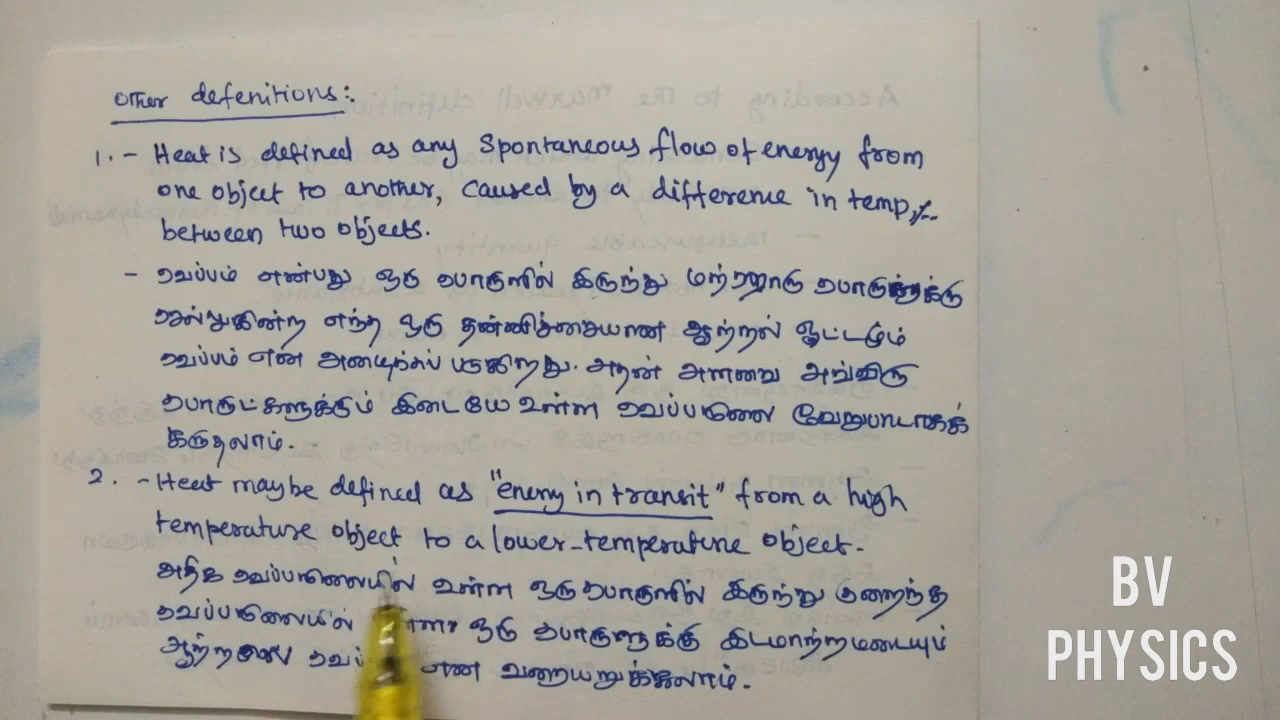 Other defenitions:
1. - Heat is defined as any spontaneous flow of energy from
one object to another, caused by a difference in temp,
between two objects.
- வெப்பம் என்பது ஒரு பொருளில் இருந்து மற்றொரு பொருளுக்கு
செல்லுகின்ற எந்த ஒரு தன்னிச்சையான ஆற்றல் ஓட்டமும்
வெப்பம் என அழைக்கப் படுகிறது. அதன் அளவை அவ்விரு
பொருட்களுக்கும் இடையே உள்ள வெப்பநிலை வேறுபாடாகக்
கருதலாம்.
2. - Heat may be defined as "energy in transit" from a high
temperature object to a lower-temperature object.
அதிக வெப்பநிலையில் உள்ள ஒரு பொருளில் இருந்து குறைந்த
வெப்பநிலையில் ஒரு பொருளுக்கு இடமாற்றமடையும்
ஆற்றலை என வரையறுக்கலாம்.
BV
PHYSICS